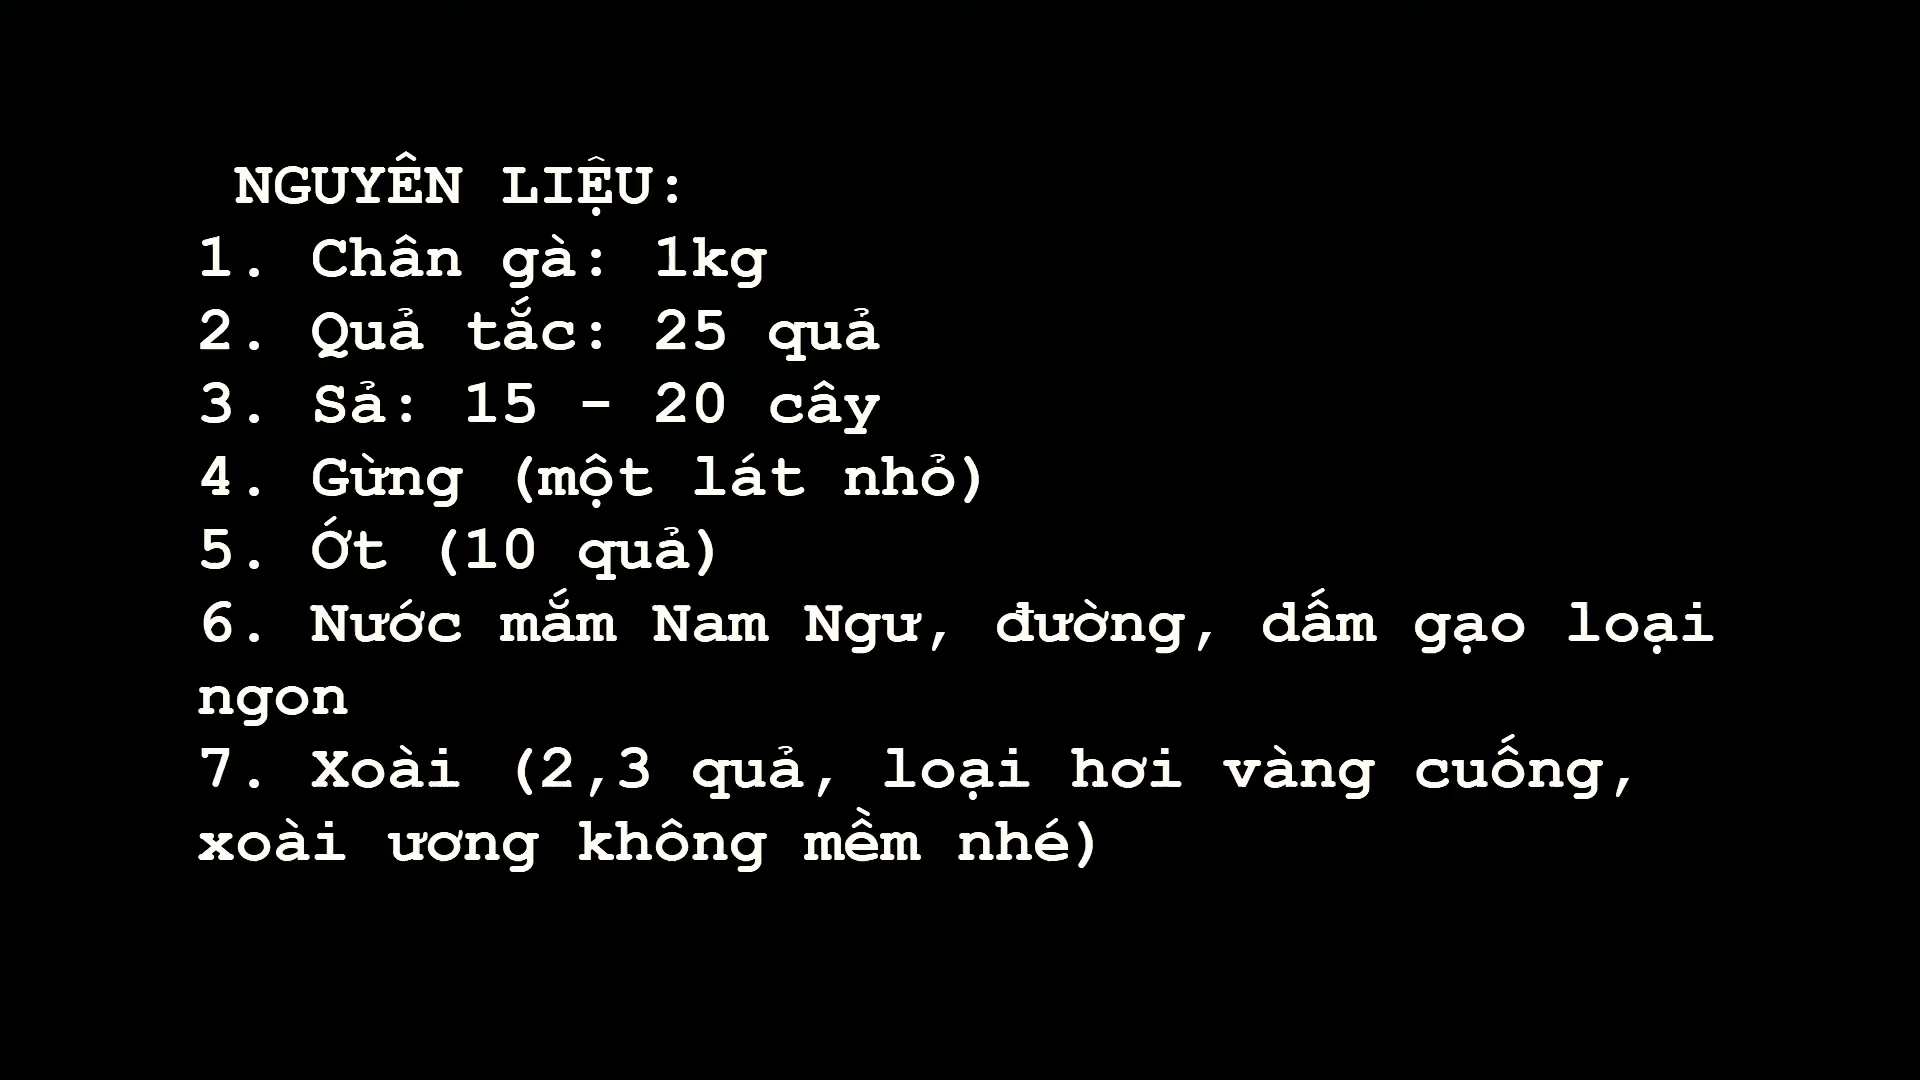 NGUYÊN LIỆU:
1. Chân gà: 1kg
2. Quả tắc: 25 quả
3. Sả: 15 - 20 cây
4. Gừng (một lát nhỏ)
5. Ớt (10 quả)
6. Nước mắm Nam Ngư, đường, dấm gạo loại
ngon
7. Xoài (2,3 quả, loại hơi vàng cuống,
xoài ương không mềm nhé)